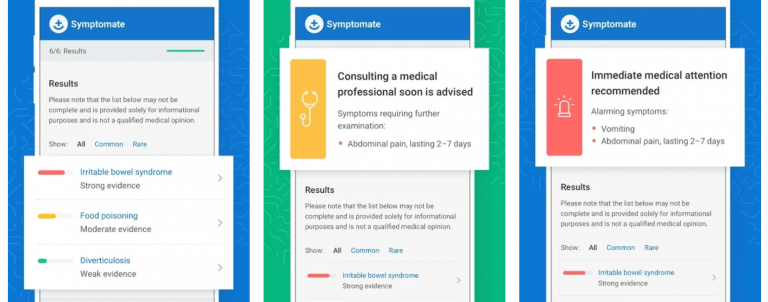 Symptomate
6/6: Results
Results
Please note that the list below may not be
complete and is provided solely for informational
purposes and is not a qualified medical opinion.
Show: All Common Rare
Irritable bowel syndrome
Strong evidence
Food poisoning
Moderate evidence
Diverticulosis
Weak evidence
Symptomate
Consulting a medical
professional soon is advised
Symptoms requiring further
examination:
• Abdominal pain, lasting 2–7 days
Results
Please note that the list below may not be
complete and is provided solely for informational
purposes and is not a qualified medical opinion.
Show: All Common Rare
Irritable bowel syndrome
Strong evidence
Symptomate
Immediate medical attention
recommended
Alarming symptoms:
• Vomiting
• Abdominal pain, lasting 2–7 days
Results
Please note that the list below may not be
complete and is provided solely for informational
purposes and is not a qualified medical opinion.
Show: All Common Rare
Irritable bowel syndrome
Strong evidence